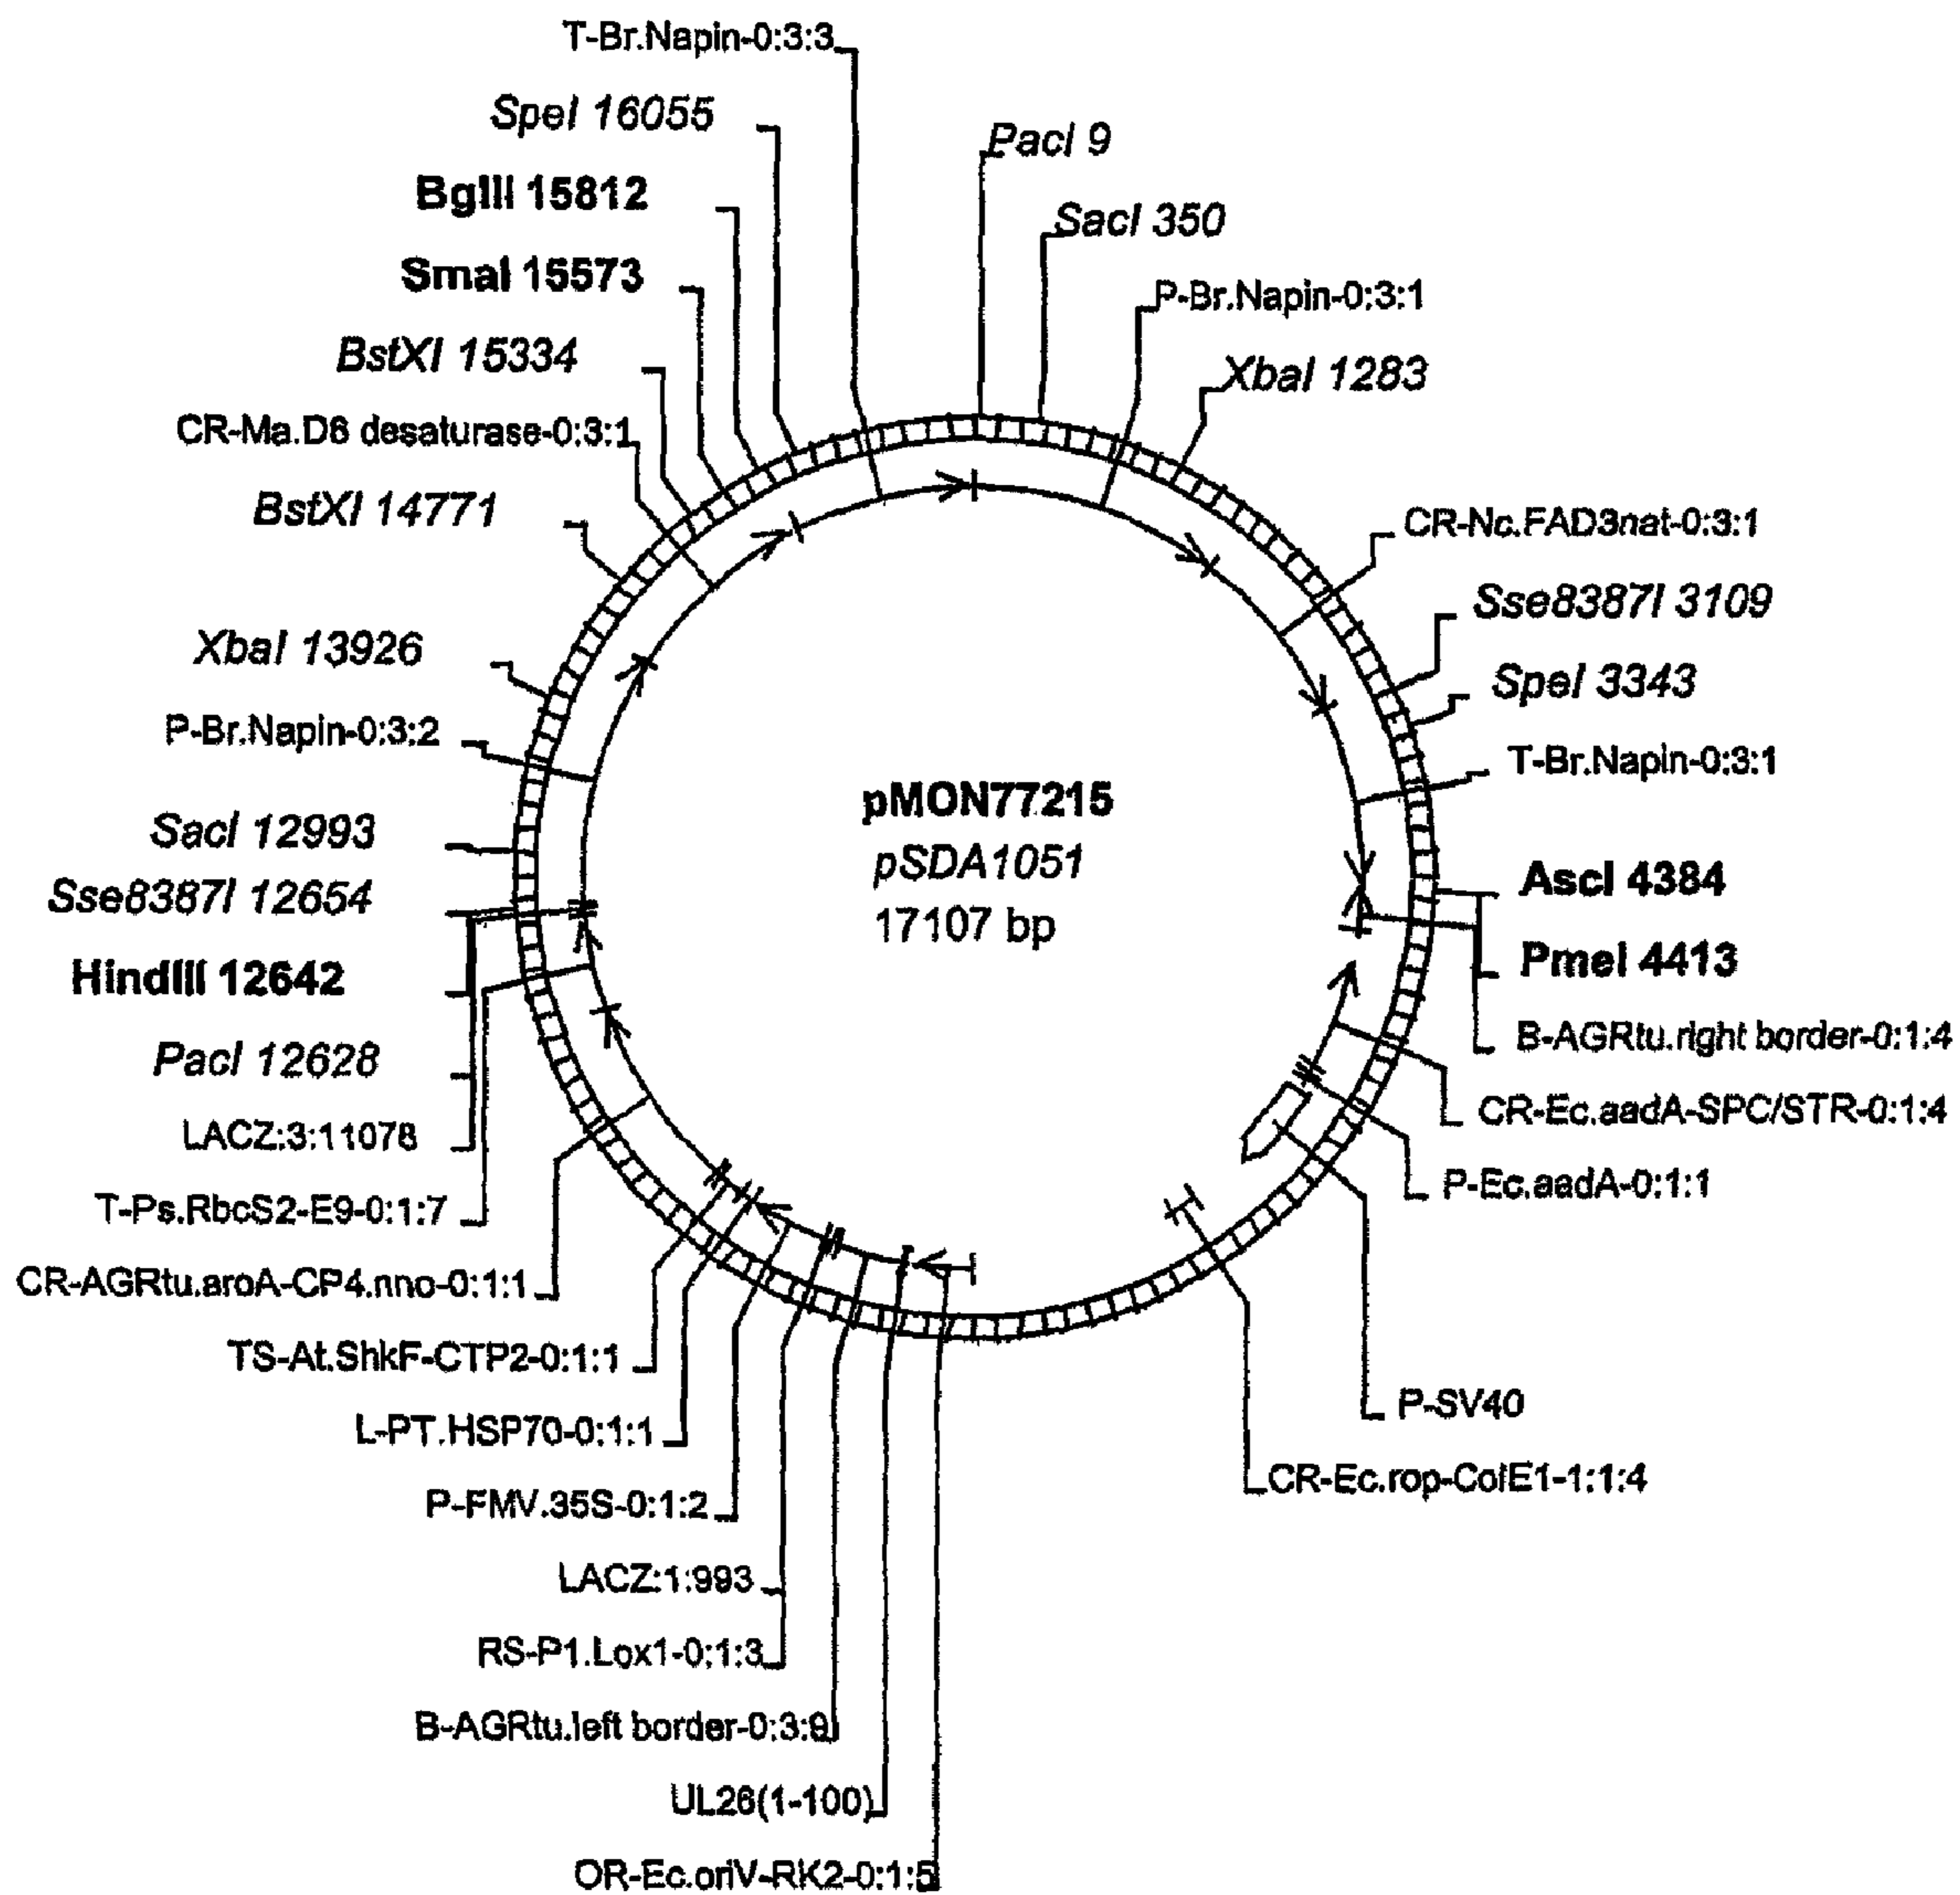 T-Br.Napin-0:3:3
SpeI 16055
PacI 9
BglII 15812
SacI 350
SmaI 15573
P-Br.Napin-0:3:1
BstXI 15334
XbaI 1283
CR-Ma.D6 desaturase-0:3:1
BstXI 14771
CR-Nc.FAD3nat-0:3:1
Sse8387I 3109
XbaI 13926
SpeI 3343
P-Br.Napin-0:3:2
T-Br.Napin-0:3:1
pMON77215
SacI 12993
pSDA1051
AscI 4384
Sse8387I 12654
17107 bp
PmeI 4413
HindIII 12642
B-AGRtu.right border-0:1:4
PacI 12628
CR-Ec.aadA-SPC/STR-0:1:4
LACZ:3:11078
P-Ec.aadA-0:1:1
T-Ps.RbcS2-E9-0:1:7
CR-AGRtu.aroA-CP4.nno-0:1:1
TS-At.ShkF-CTP2-0:1:1
P-SV40
L-PT.HSP70-0:1:1
CR-Ec.rop-ColE1-1:1:4
P-FMV.35S-0:1:2
LACZ:1:993
RS-P1.Lox1-0:1:3
B-AGRtu.left border-0:3:9
UL26(1-100)
OR-Ec.oriV-RK2-0:1:5